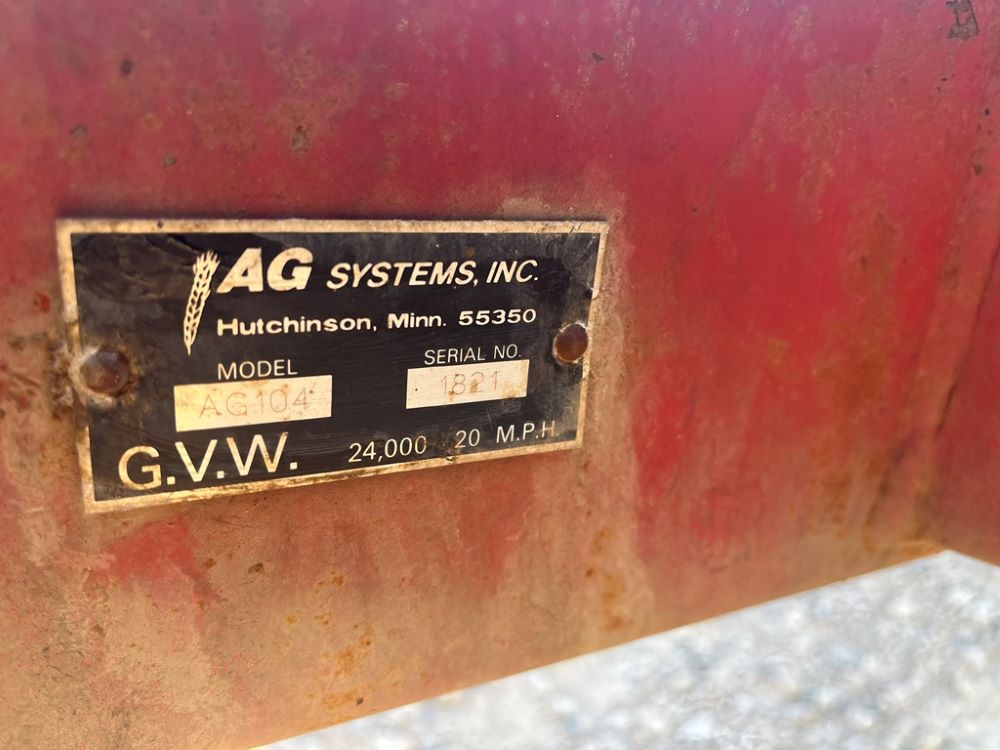 AG SYSTEMS, INC.
Hutchinson, Minn. 55350
MODEL SERIAL NO.
AG104 1821
G.V.W. 24,000 20 M.P.H.